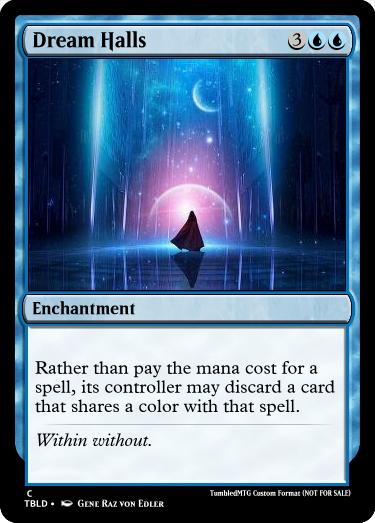 Dream Halls 3
Enchantment
Rather than pay the mana cost for a
spell, its controller may discard a card
that shares a color with that spell.
Within without.
C
TBLD • Gene Raz von Edler
TumbledMTG Custom Format (NOT FOR SALE)